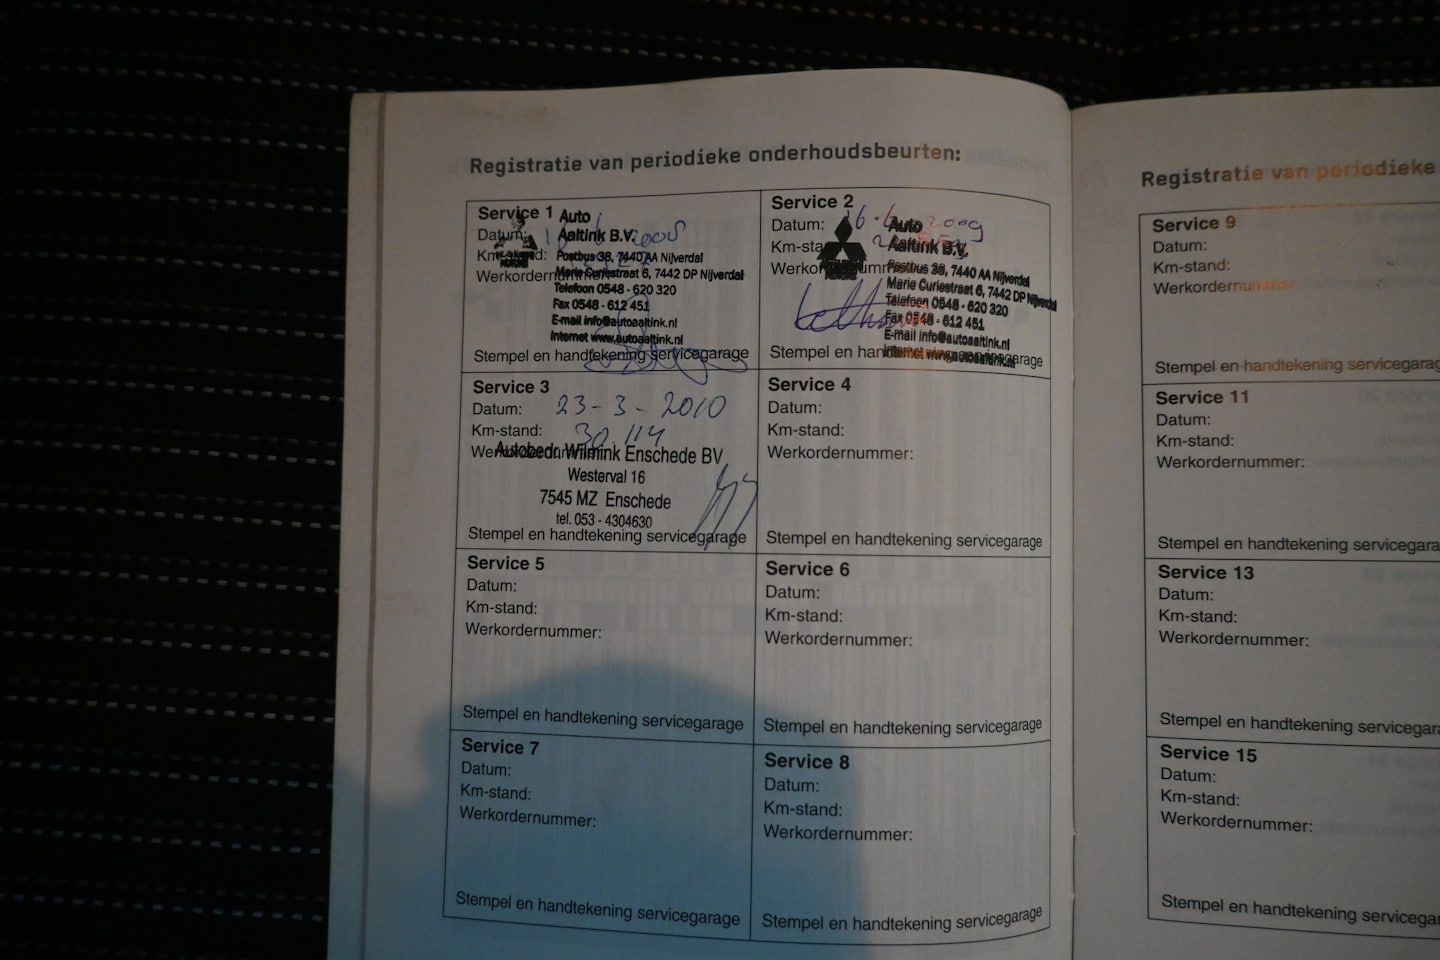 Registratie van periodieke onderhoudsbeurten:
Service 1
Datum: 2008
Km-stand:
Werkordernummer:
Auto
Aaltink B.V.
Postbus 38, 7440 AA Nijverdal
Marie Curiestraat 6, 7442 DP Nijverdal
Telefoon 0548 - 620 320
Fax 0548 - 612 451
E-mail info@autoaaltink.nl
Internet www.autoaaltink.nl
Stempel en handtekening servicegarage
Service 2
Datum: 2009
Km-stand:
Werkordernummer:
Auto
Aaltink B.V.
Postbus 38, 7440 AA Nijverdal
Marie Curiestraat 6, 7442 DP Nijverdal
Telefoon 0548 - 620 320
Fax 0548 - 612 451
E-mail info@autoaaltink.nl
Internet www.autoaaltink.nl
Stempel en handtekening servicegarage
Service 3
Datum: 23-3-2010
Km-stand: 30.114
Werkordernummer:
Autobedr. Wilmink Enschede BV
Westerval 16
7545 MZ Enschede
tel. 053 - 4304630
Stempel en handtekening servicegarage
Service 4
Datum:
Km-stand:
Werkordernummer:
Stempel en handtekening servicegarage
Service 5
Datum:
Km-stand:
Werkordernummer:
Stempel en handtekening servicegarage
Service 6
Datum:
Km-stand:
Werkordernummer:
Stempel en handtekening servicegarage
Service 7
Datum:
Km-stand:
Werkordernummer:
Stempel en handtekening servicegarage
Service 8
Datum:
Km-stand:
Werkordernummer:
Stempel en handtekening servicegarage
Registratie van periodieke
Service 9
Datum:
Km-stand:
Werkordernummer:
Stempel en handtekening servicegarag
Service 11
Datum:
Km-stand:
Werkordernummer:
Stempel en handtekening servicegara
Service 13
Datum:
Km-stand:
Werkordernummer:
Stempel en handtekening servicegara
Service 15
Datum:
Km-stand:
Werkordernummer:
Stempel en handtekening servicegar